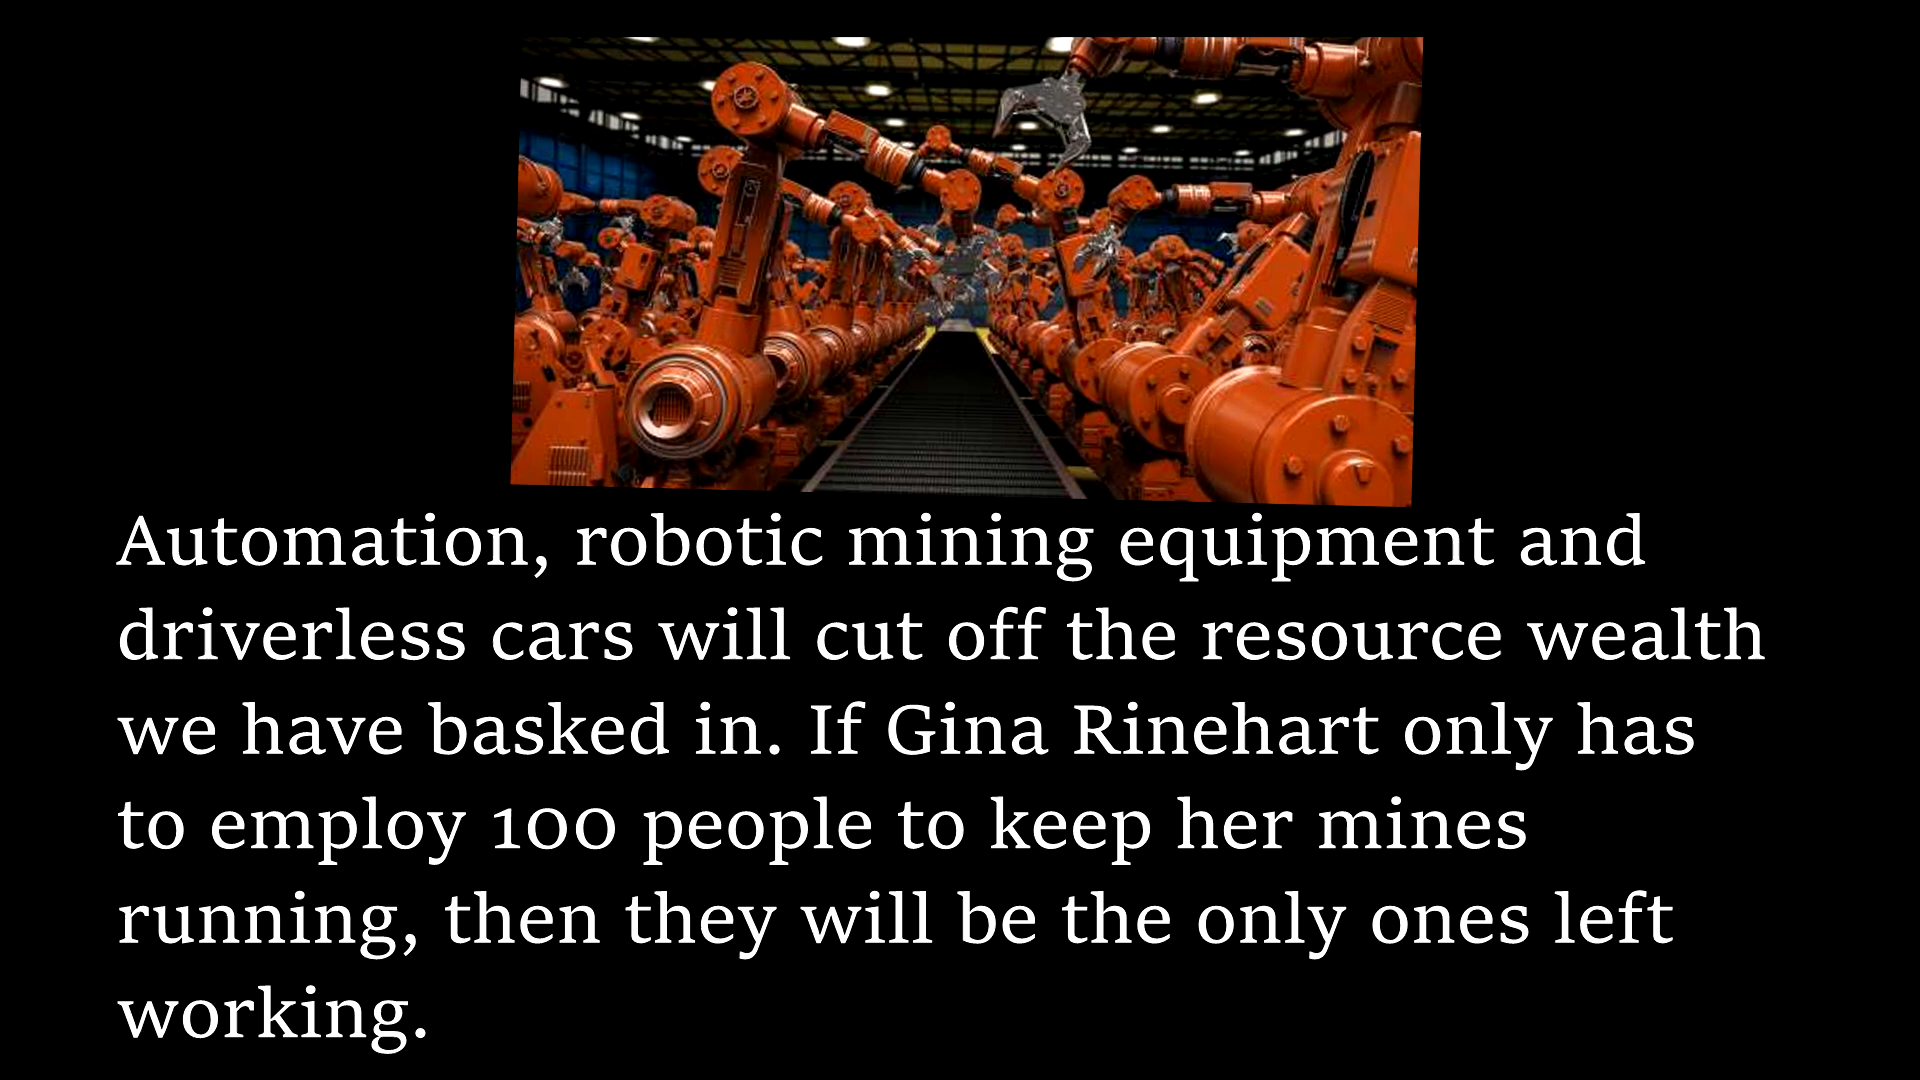 Automation, robotic mining equipment and
driverless cars will cut off the resource wealth
we have basked in. If Gina Rinehart only has
to employ 100 people to keep her mines
running, then they will be the only ones left
working.